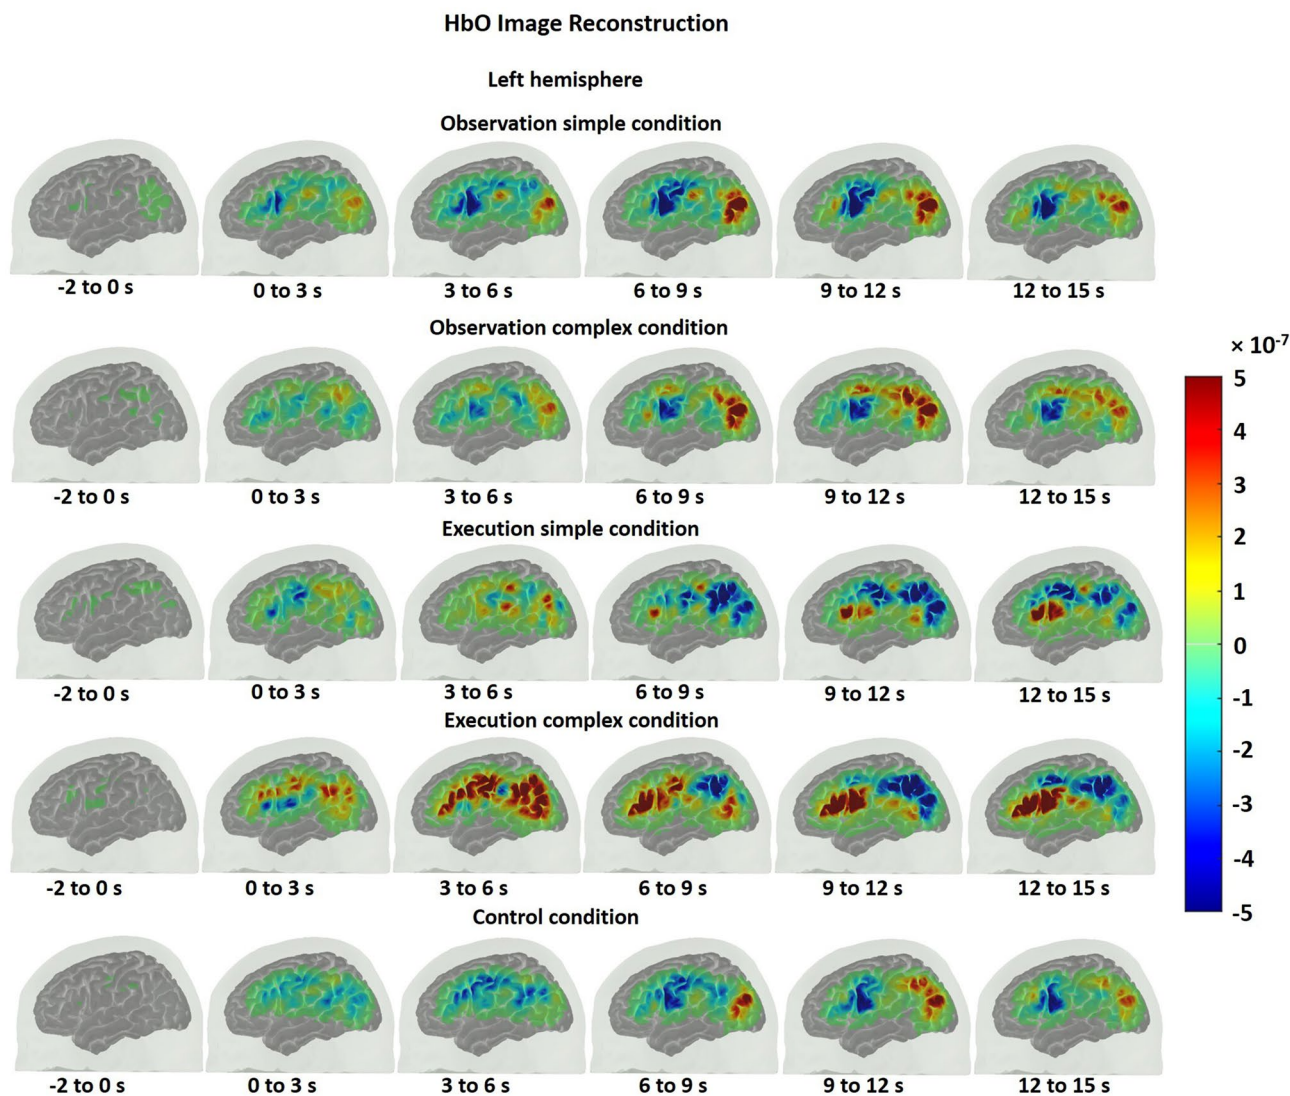 HbO Image Reconstruction
Left hemisphere
Observation simple condition
-2 to 0 s 0 to 3 s 3 to 6 s 6 to 9 s 9 to 12 s 12 to 15 s
Observation complex condition
-2 to 0 s 0 to 3 s 3 to 6 s 6 to 9 s 9 to 12 s 12 to 15 s
Execution simple condition
-2 to 0 s 0 to 3 s 3 to 6 s 6 to 9 s 9 to 12 s 12 to 15 s
Execution complex condition
-2 to 0 s 0 to 3 s 3 to 6 s 6 to 9 s 9 to 12 s 12 to 15 s
Control condition
-2 to 0 s 0 to 3 s 3 to 6 s 6 to 9 s 9 to 12 s 12 to 15 s
× 10⁻⁷
5
4
3
2
1
0
-1
-2
-3
-4
-5